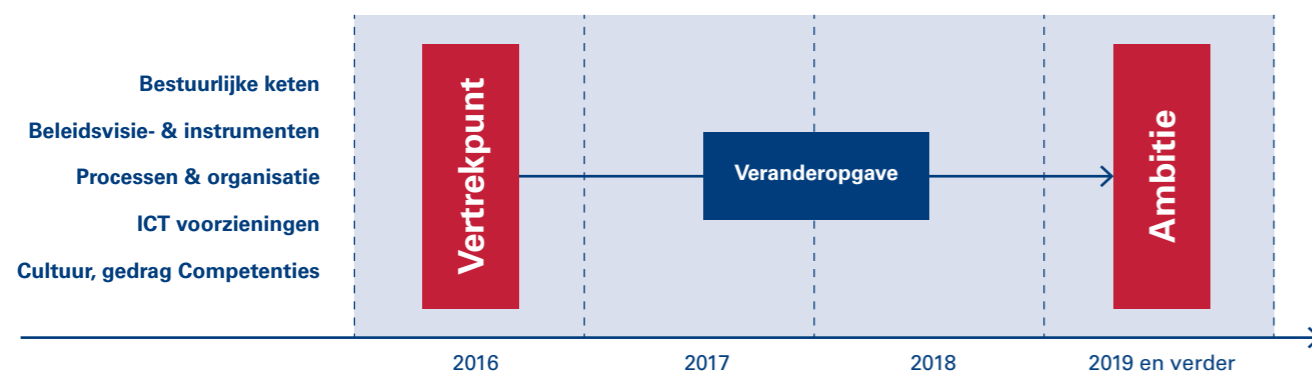 Bestuurlijke keten
Beleidsvisie- & instrumenten
Processen & organisatie
ICT voorzieningen
Cultuur, gedrag Competenties
Vertrekpunt
Veranderopgave
Ambitie
2016
2017
2018
2019 en verder